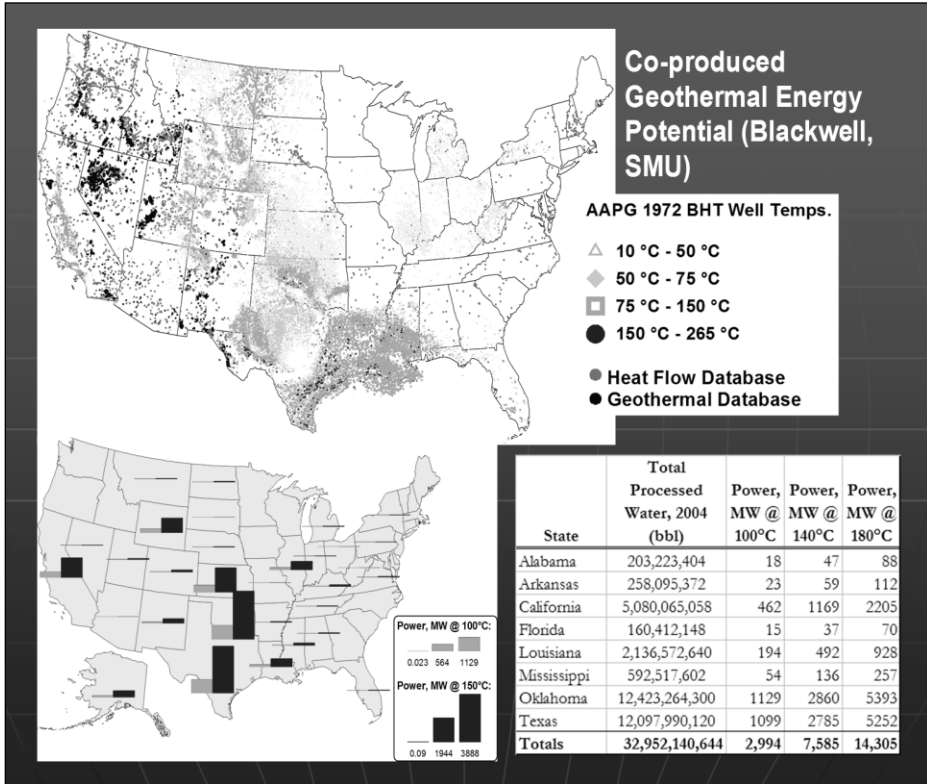 Co-produced
Geothermal Energy
Potential (Blackwell,
SMU)
AAPG 1972 BHT Well Temps.
10 °C - 50 °C
50 °C - 75 °C
75 °C - 150 °C
150 °C - 265 °C
Heat Flow Database
Geothermal Database
Power, MW @ 100°C:
0.023 564 1129
Power, MW @ 150°C:
0.09 1944 3888
State Total Processed Water, 2004 (bbl) Power, MW @ 100°C Power, MW @ 140°C Power, MW @ 180°C
Alabama 203,223,404 18 47 88
Arkansas 258,095,372 23 59 112
California 5,080,065,058 462 1169 2205
Florida 160,412,148 15 37 70
Louisiana 2,136,572,640 194 492 928
Mississippi 592,517,602 54 136 257
Oklahoma 12,423,264,300 1129 2860 5393
Texas 12,097,990,120 1099 2785 5252
Totals 32,952,140,644 2,994 7,585 14,305